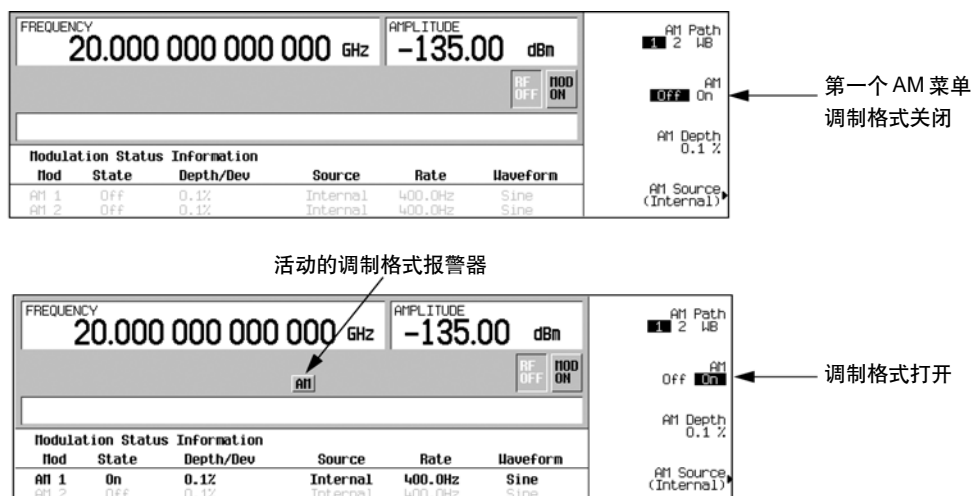 FREQUENCY
20.000 000 000 000 GHz
AMPLITUDE
-135.00 dBm
RF OFF
MOD ON
AM Path
1 2 WB
AM
Off On
第一个 AM 菜单
调制格式关闭
AM Depth
0.1 %
AM Source
(Internal)
Modulation Status Information
Mod State Depth/Dev Source Rate Waveform
AM 1 Off 0.1% Internal 400.0Hz Sine
AM 2 Off 0.1% Internal 400.0Hz Sine
活动的调制格式报警器
FREQUENCY
20.000 000 000 000 GHz
AMPLITUDE
-135.00 dBm
RF OFF
MOD ON
AM
AM Path
1 2 WB
AM
Off On
调制格式打开
AM Depth
0.1 %
AM Source
(Internal)
Modulation Status Information
Mod State Depth/Dev Source Rate Waveform
AM 1 On 0.1% Internal 400.0Hz Sine
AM 2 Off 0.1% Internal 400.0Hz Sine